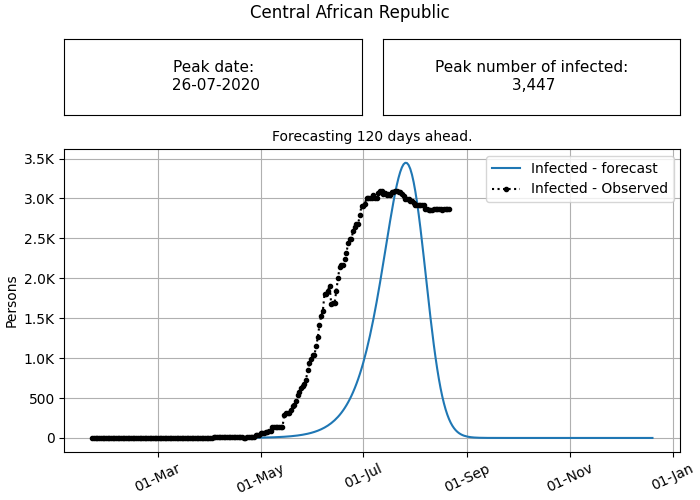 Central African Republic
Peak date:
26-07-2020
Peak number of infected:
3,447
Forecasting 120 days ahead.
3.5K
3.0K
2.5K
2.0K
1.5K
1.0K
500
0
Persons
Infected - forecast
Infected - Observed
01-Mar
01-May
01-Jul
01-Sep
01-Nov
01-Jan